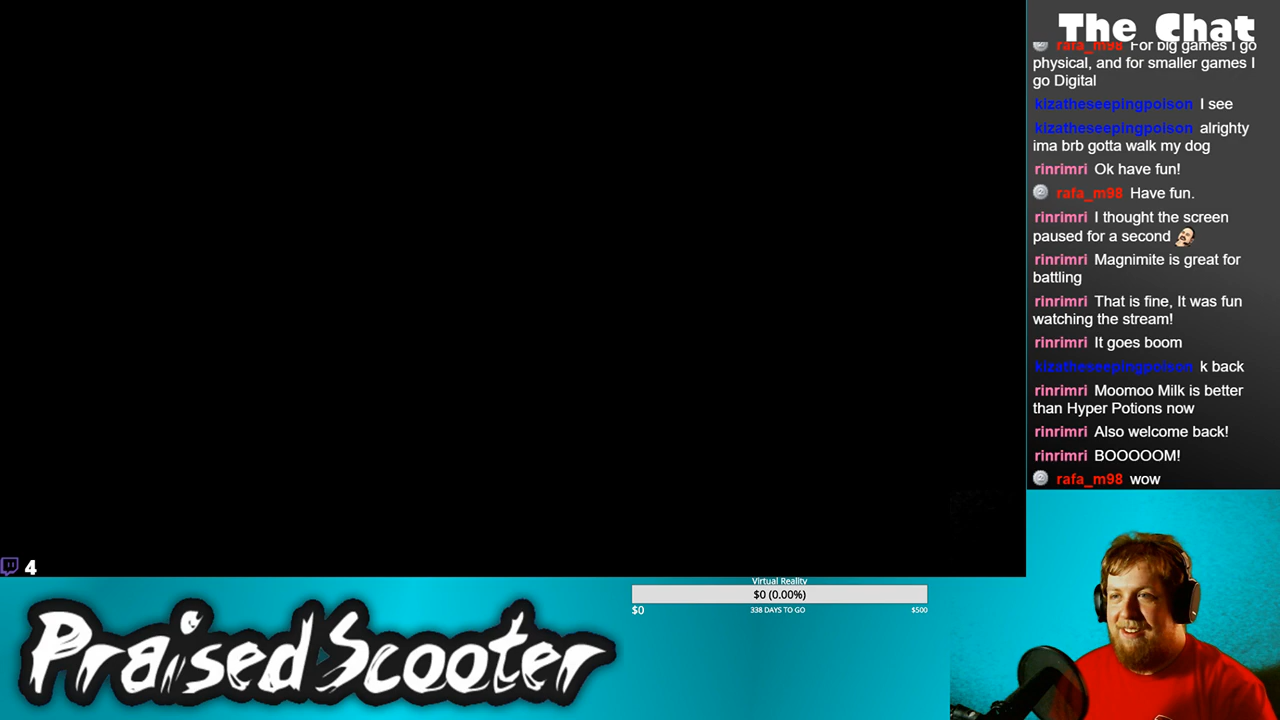 The Chat
rafa_m98 For big games I go
physical, and for smaller games I
go Digital
kizatheseepingpoison I see
kizatheseepingpoison alrighty
ima brb gotta walk my dog
rinrimri Ok have fun!
rafa_m98 Have fun.
rinrimri I thought the screen
paused for a second
rinrimri Magnimite is great for
battling
rinrimri That is fine, It was fun
watching the stream!
rinrimri It goes boom
kizatheseepingpoison k back
rinrimri Moomoo Milk is better
than Hyper Potions now
rinrimri Also welcome back!
rinrimri BOOOOOM!
rafa_m98 wow
4
Virtual Reality
$0 (0.00%)
$0 338 DAYS TO GO $500
PraisedScooter